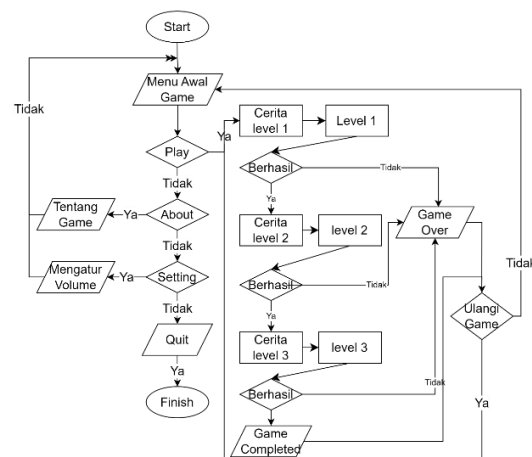 Start
Menu Awal
Game
Tidak
Play
Ya
Tidak
About
Ya
Tentang
Game
Tidak
Setting
Ya
Mengatur
Volume
Tidak
Quit
Ya
Finish
Cerita
level 1
Level 1
Berhasil
Tidak
Ya
Cerita
level 2
level 2
Berhasil
Tidak
Ya
Cerita
level 3
level 3
Berhasil
Tidak
Game
Completed
Game
Over
Ulangi
Game
Tidak
Ya